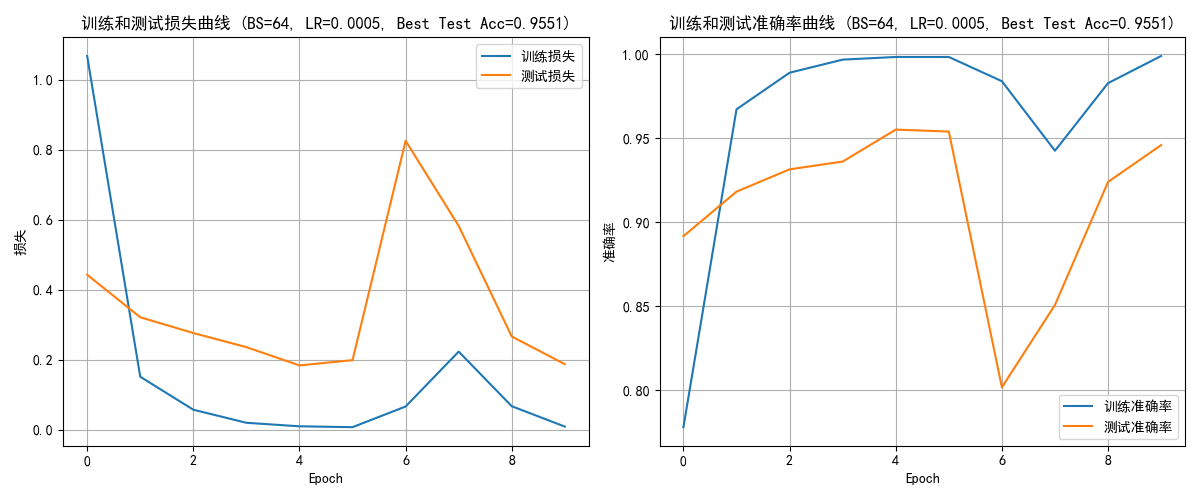 训练和测试损失曲线 (BS=64, LR=0.0005, Best Test Acc=0.9551)
训练损失
测试损失
1.0
0.8
0.6
0.4
0.2
0.0
损失
0 2 4 6 8
Epoch
训练和测试准确率曲线 (BS=64, LR=0.0005, Best Test Acc=0.9551)
1.00
0.95
0.90
0.85
0.80
准确率
训练准确率
测试准确率
0 2 4 6 8
Epoch